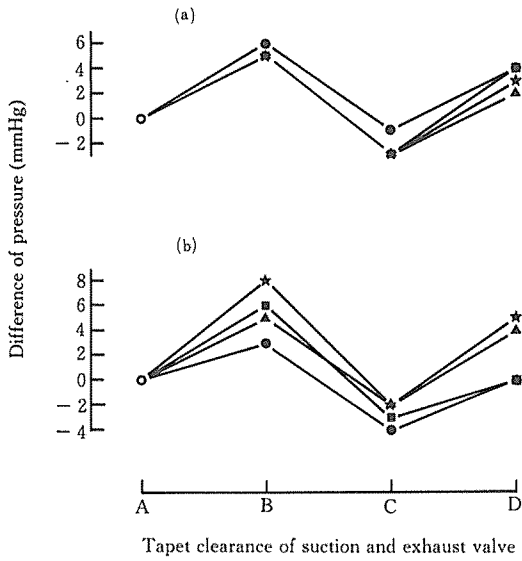 (a)
6
4
2
0
− 2
(b)
8
6
4
2
0
− 2
− 4
Difference of pressure (mmHg)
A B C D
Tapet clearance of suction and exhaust valve